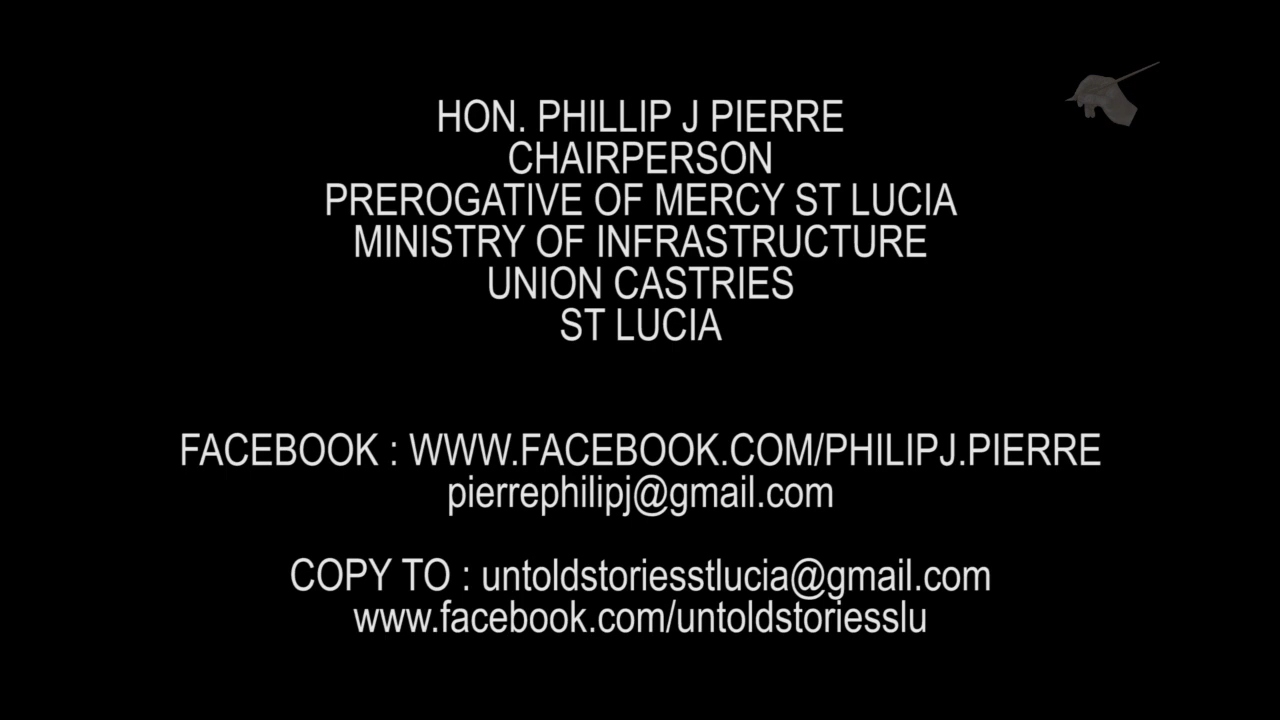 HON. PHILLIP J PIERRE
CHAIRPERSON
PREROGATIVE OF MERCY ST LUCIA
MINISTRY OF INFRASTRUCTURE
UNION CASTRIES
ST LUCIA
FACEBOOK : WWW.FACEBOOK.COM/PHILIPJ.PIERRE
pierrephilipj@gmail.com
COPY TO : untoldstoriesstlucia@gmail.com
www.facebook.com/untoldstoriesslu